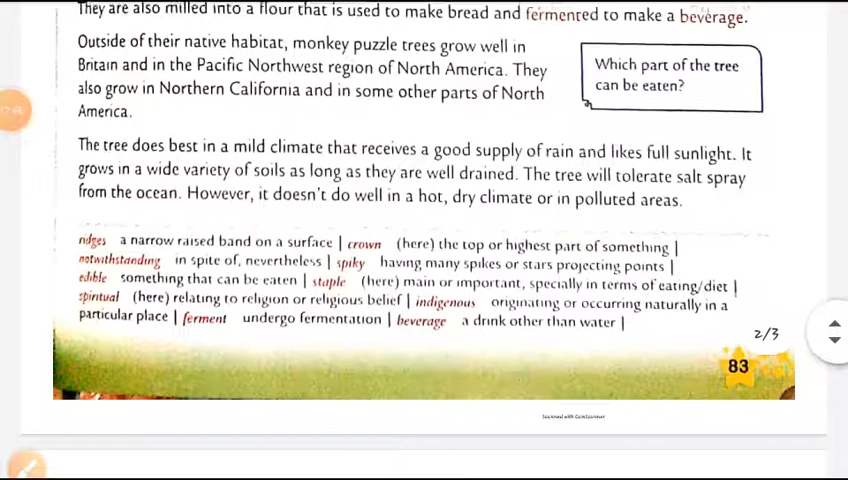 They are also milled into a flour that is used to make bread and fermented to make a beverage.
Outside of their native habitat, monkey puzzle trees grow well in
Britain and in the Pacific Northwest region of North America. They
also grow in Northern California and in some other parts of North
America.
Which part of the tree
can be eaten?
The tree does best in a mild climate that receives a good supply of rain and likes full sunlight. It
grows in a wide variety of soils as long as they are well drained. The tree will tolerate salt spray
from the ocean. However, it doesn't do well in a hot, dry climate or in polluted areas.
ridges a narrow raised band on a surface | crown (here) the top or highest part of something |
notwithstanding in spite of, nevertheless | spiky having many spikes or stars projecting points |
edible something that can be eaten | staple (here) main or important, specially in terms of eating/diet |
spiritual (here) relating to religion or religious belief | indigenous originating or occurring naturally in a
particular place | ferment undergo fermentation | beverage a drink other than water |
2/3
83
Scanned with CamScanner